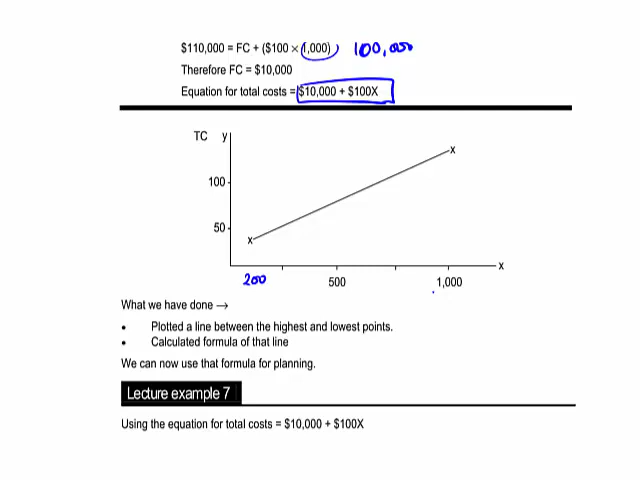 $110,000 = FC + ($100 × 1,000) 100,000
Therefore FC = $10,000
Equation for total costs = $10,000 + $100X
TC y
100
50
x
x
x
200 500 1,000
What we have done →
• Plotted a line between the highest and lowest points.
• Calculated formula of that line
We can now use that formula for planning.
Lecture example 7
Using the equation for total costs = $10,000 + $100X